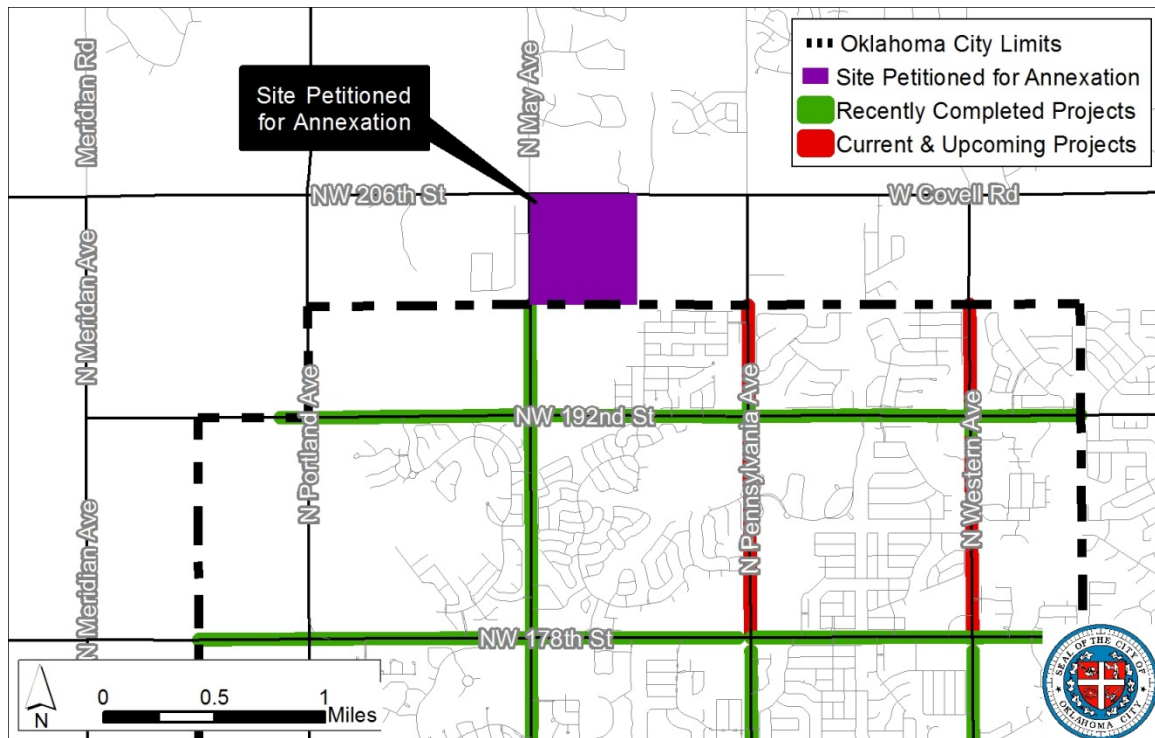 Meridian Rd
N May Ave
Oklahoma City Limits
Site Petitioned for Annexation
Recently Completed Projects
Current & Upcoming Projects
Site Petitioned
for Annexation
NW 206th St
W Covell Rd
N Meridan Ave
N Portland Ave
NW 192nd St
N Pennsylvania Ave
N Western Ave
N Meridian Ave
NW 178th St
N
0 0.5 1
Miles
SEAL OF THE CITY OF
OKLAHOMA CITY